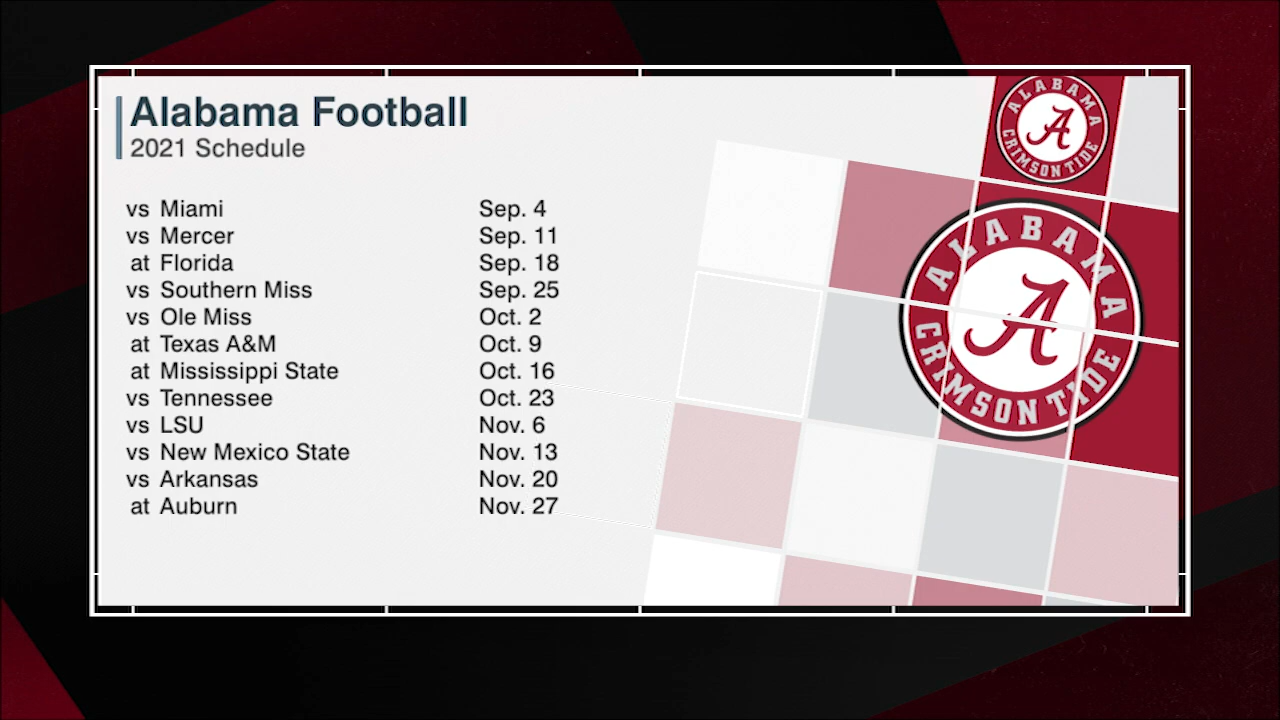 Alabama Football
2021 Schedule
vs Miami Sep. 4
vs Mercer Sep. 11
at Florida Sep. 18
vs Southern Miss Sep. 25
vs Ole Miss Oct. 2
at Texas A&M Oct. 9
at Mississippi State Oct. 16
vs Tennessee Oct. 23
vs LSU Nov. 6
vs New Mexico State Nov. 13
vs Arkansas Nov. 20
at Auburn Nov. 27
ALABAMA
A
CRIMSON TIDE
ALABAMA
A
CRIMSON TIDE